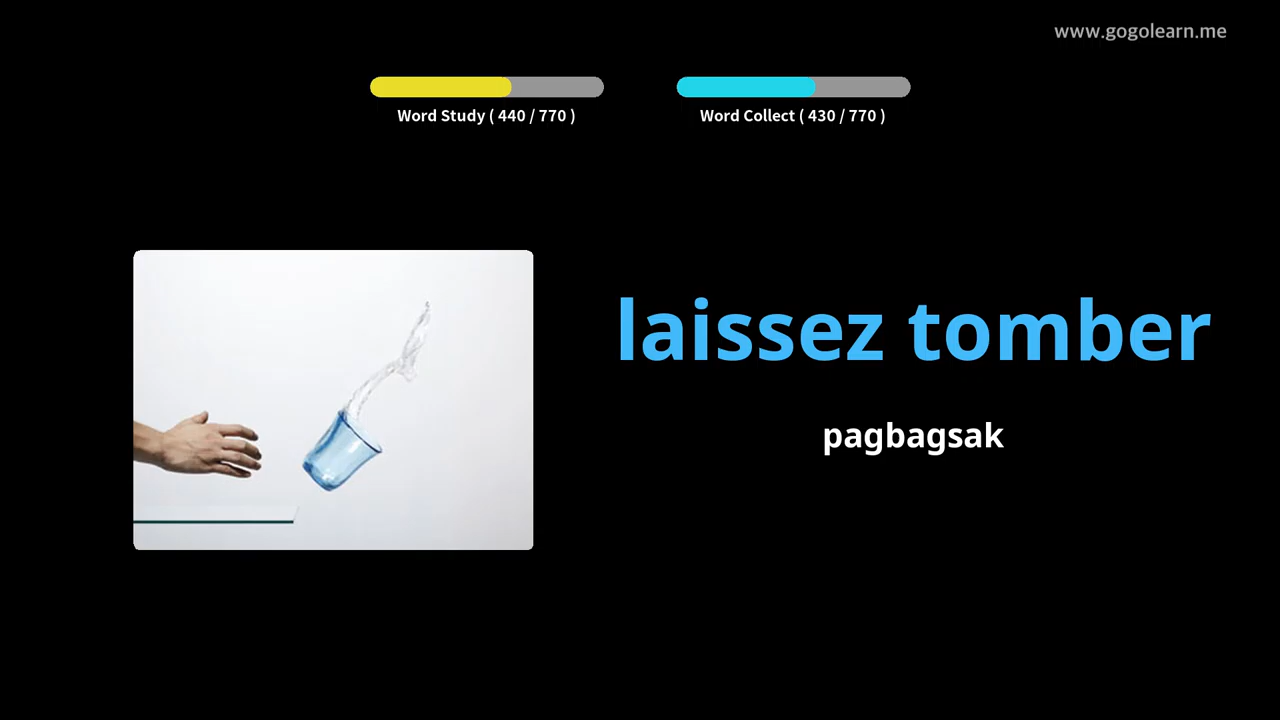 www.gogolearn.me
Word Study ( 440 / 770 )
Word Collect ( 430 / 770 )
laissez tomber
pagbagsak